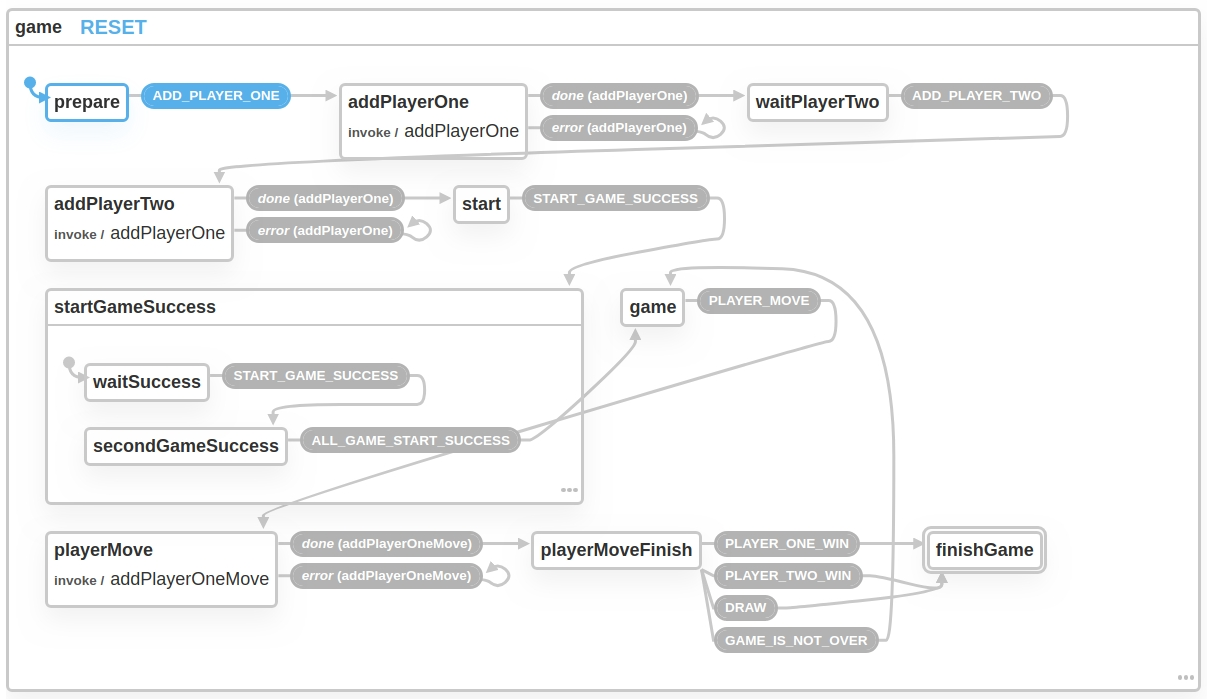 game RESET
prepare ADD_PLAYER_ONE addPlayerOne done (addPlayerOne) waitPlayerTwo ADD_PLAYER_TWO
invoke / addPlayerOne error (addPlayerOne)
addPlayerTwo done (addPlayerOne) start START_GAME_SUCCESS
invoke / addPlayerOne error (addPlayerOne)
startGameSuccess game PLAYER_MOVE
waitSuccess START_GAME_SUCCESS
secondGameSuccess ALL_GAME_START_SUCCESS
playerMove done (addPlayerOneMove) playerMoveFinish PLAYER_ONE_WIN finishGame
invoke / addPlayerOneMove error (addPlayerOneMove) PLAYER_TWO_WIN
DRAW
GAME_IS_NOT_OVER